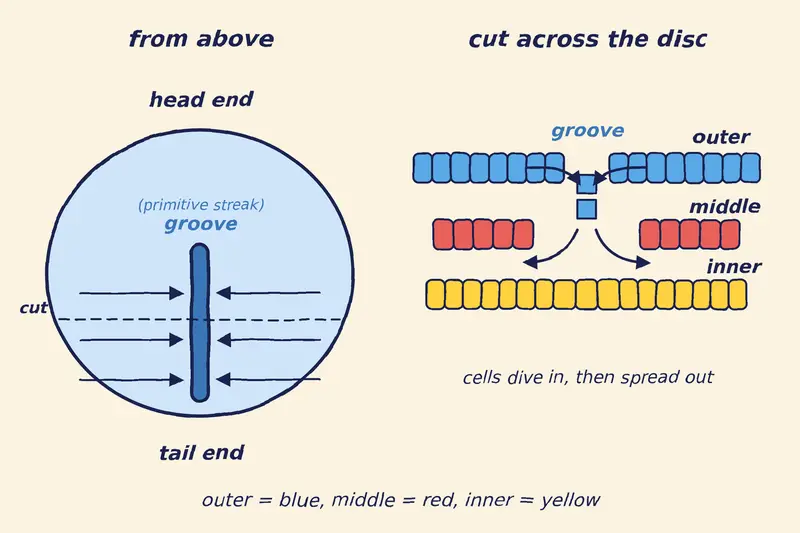 from above
head end
(primitive streak)
groove
cut
tail end
cut across the disc
groove
outer
middle
inner
cells dive in, then spread out
outer = blue, middle = red, inner = yellow